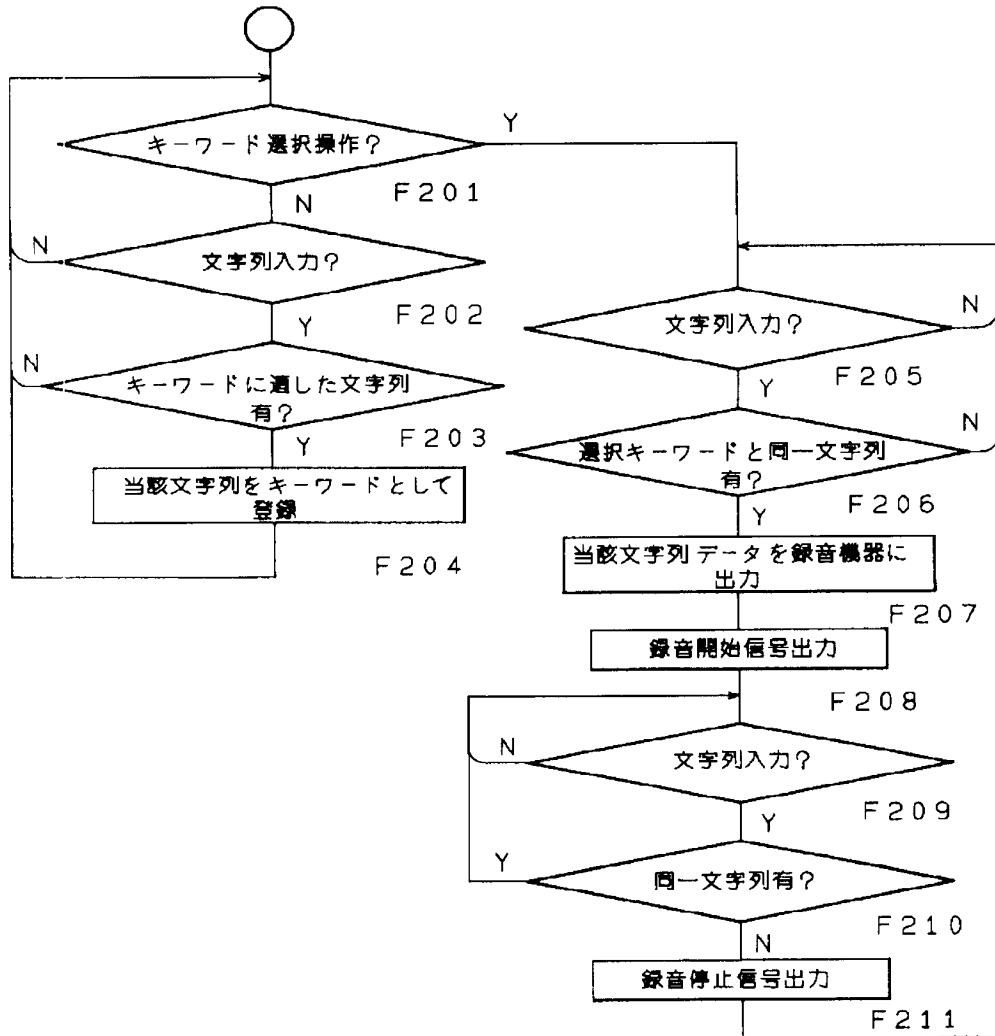 キーワード選択操作?
Y
F201
N
文字列入力?
N
F202
Y
キーワードに適した文字列
有?
N
F203
Y
当該文字列をキーワードとして
登録
F204
文字列入力?
N
F205
Y
選択キーワードと同一文字列
有?
N
F206
Y
当該文字列データを録音機器に
出力
F207
録音開始信号出力
F208
文字列入力?
N
F209
Y
同一文字列有?
Y
F210
N
録音停止信号出力
F211